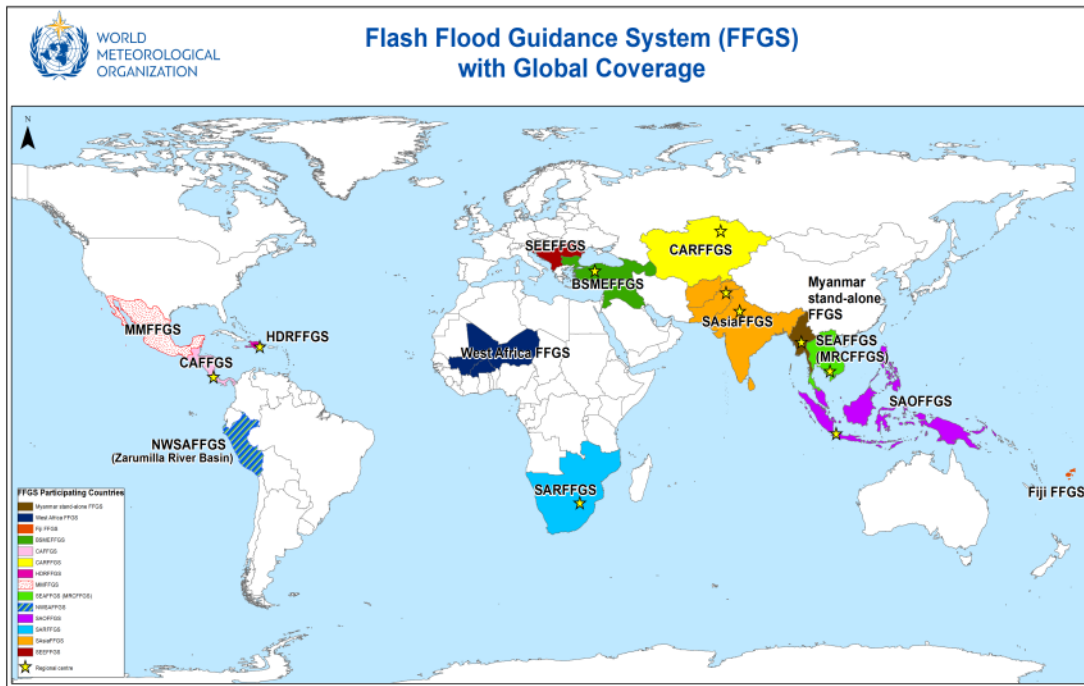 WORLD
METEOROLOGICAL
ORGANIZATION
Flash Flood Guidance System (FFGS)
with Global Coverage
N
SEEFFGS
CARFFGS
BSMEFFGS
Myanmar
stand-alone
FFGS
MMFFGS
HDRFFGS
SAsiaFFGS
SEAFFGS
(MRCFFGS)
West Africa FFGS
CAFFGS
SAOFFGS
NWSAFFGS
(Zarumilla River Basin)
SARFFGS
Fiji FFGS
FFGS Participating Countries
Myanmar stand-alone FFGS
West Africa FFGS
Fiji FFGS
BSMEFFGS
CAFFGS
CARFFGS
HDRFFGS
MMFFGS
SEAFFGS (MRCFFGS)
NWSAFFGS
SAOFFGS
SARFFGS
SAsiaFFGS
SEEFFGS
Regional centre